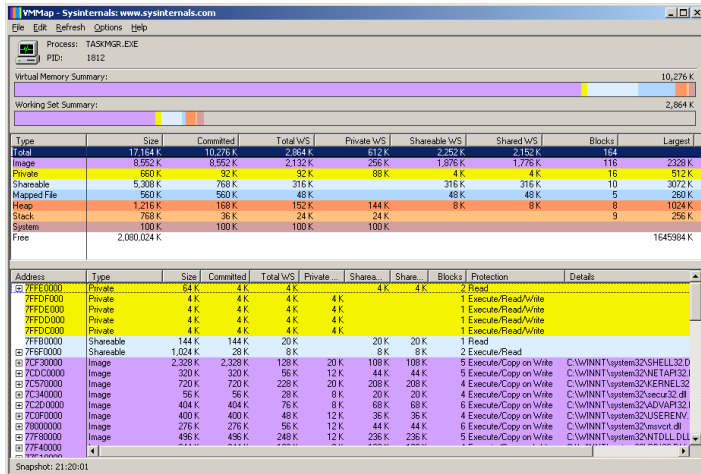 VMMap - Sysinternals: www.sysinternals.com
File Edit Refresh Options Help
Process: TASKMGR.EXE
PID: 1812
Virtual Memory Summary: 10,276 K
Working Set Summary: 2,864 K
Type Size Committed Total WS Private WS Shareable WS Shared WS Blocks Largest
Total 17,164 K 10,276 K 2,864 K 612 K 2,252 K 2,152 K 164
Image 8,552 K 8,552 K 2,132 K 256 K 1,876 K 1,776 K 116 2328 K
Private 660 K 92 K 92 K 88 K 4 K 4 K 16 512 K
Shareable 5,308 K 768 K 316 K 316 K 316 K 10 3072 K
Mapped File 560 K 560 K 48 K 48 K 48 K 5 260 K
Heap 1,216 K 168 K 152 K 144 K 8 K 8 K 8 1024 K
Stack 768 K 36 K 24 K 24 K 9 256 K
System 100 K 100 K 100 K 100 K
Free 2,080,024 K 1645984 K
Address Type Size Committed Total WS Private ... Sharea... Share... Blocks Protection Details
7FFE0000 Private 64 K 4 K 4 K 4 K 4 K 2 Read
7FFDF000 Private 4 K 4 K 4 K 4 K 1 Execute/Read/Write
7FFDE000 Private 4 K 4 K 4 K 4 K 1 Execute/Read/Write
7FFDD000 Private 4 K 4 K 4 K 4 K 1 Execute/Read/Write
7FFDC000 Private 4 K 4 K 4 K 4 K 1 Execute/Read/Write
7FFB0000 Shareable 144 K 144 K 20 K 20 K 20 K 1 Read
7F6F0000 Shareable 1,024 K 28 K 8 K 8 K 8 K 2 Execute/Read
7CF30000 Image 2,328 K 2,328 K 128 K 20 K 108 K 108 K 5 Execute/Copy on Write C:\WINNT\system32\SHELL32.D
7CDC0000 Image 320 K 320 K 56 K 12 K 44 K 44 K 5 Execute/Copy on Write C:\WINNT\system32\NETAPI32.
7C570000 Image 720 K 720 K 228 K 20 K 208 K 208 K 4 Execute/Copy on Write C:\WINNT\system32\KERNEL32
7C340000 Image 56 K 56 K 28 K 8 K 20 K 20 K 4 Execute/Copy on Write C:\WINNT\system32\secur32.dll
7C2D0000 Image 404 K 404 K 76 K 8 K 68 K 68 K 6 Execute/Copy on Write C:\WINNT\system32\ADVAPI32.
7C0F0000 Image 400 K 400 K 48 K 12 K 36 K 36 K 4 Execute/Copy on Write C:\WINNT\system32\USERENV.
78000000 Image 276 K 276 K 56 K 12 K 44 K 44 K 6 Execute/Copy on Write C:\WINNT\system32\msvcrt.dll
77F80000 Image 496 K 496 K 248 K 12 K 236 K 236 K 5 Execute/Copy on Write C:\WINNT\system32\NTDLL.DLL
77F40000 Image
Snapshot: 21:20:01